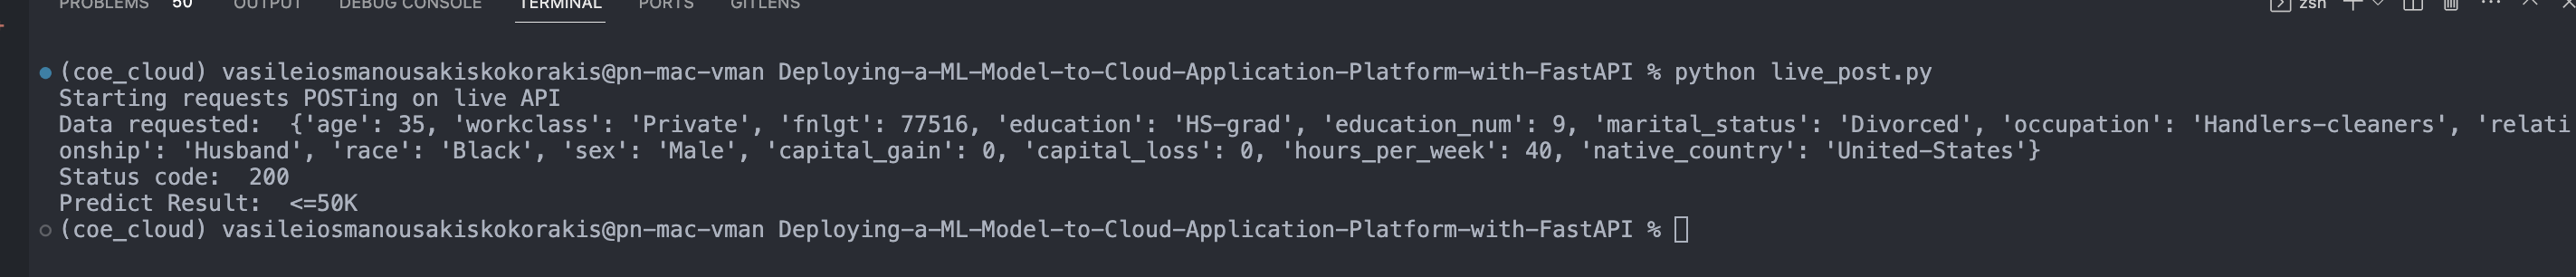 PROBLEMS 50 OUTPUT DEBUG CONSOLE TERMINAL PORTS GITLENS zsh
(coe_cloud) vasileiosmanousakiskokorakis@pn-mac-vman Deploying-a-ML-Model-to-Cloud-Application-Platform-with-FastAPI % python live_post.py
Starting requests POSTing on live API
Data requested:  {'age': 35, 'workclass': 'Private', 'fnlgt': 77516, 'education': 'HS-grad', 'education_num': 9, 'marital_status': 'Divorced', 'occupation': 'Handlers-cleaners', 'relati
onship': 'Husband', 'race': 'Black', 'sex': 'Male', 'capital_gain': 0, 'capital_loss': 0, 'hours_per_week': 40, 'native_country': 'United-States'}
Status code:  200
Predict Result:  <=50K
(coe_cloud) vasileiosmanousakiskokorakis@pn-mac-vman Deploying-a-ML-Model-to-Cloud-Application-Platform-with-FastAPI %